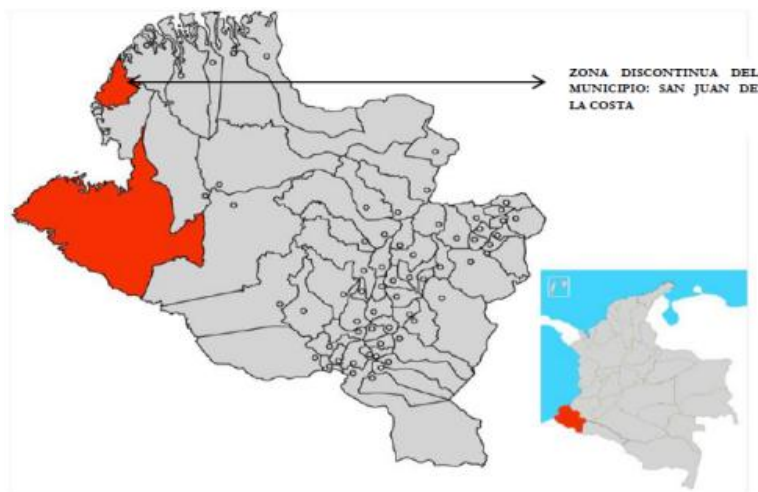 ZONA DISCONTINUA DEL
MUNICIPIO: SAN JUAN DE
LA COSTA